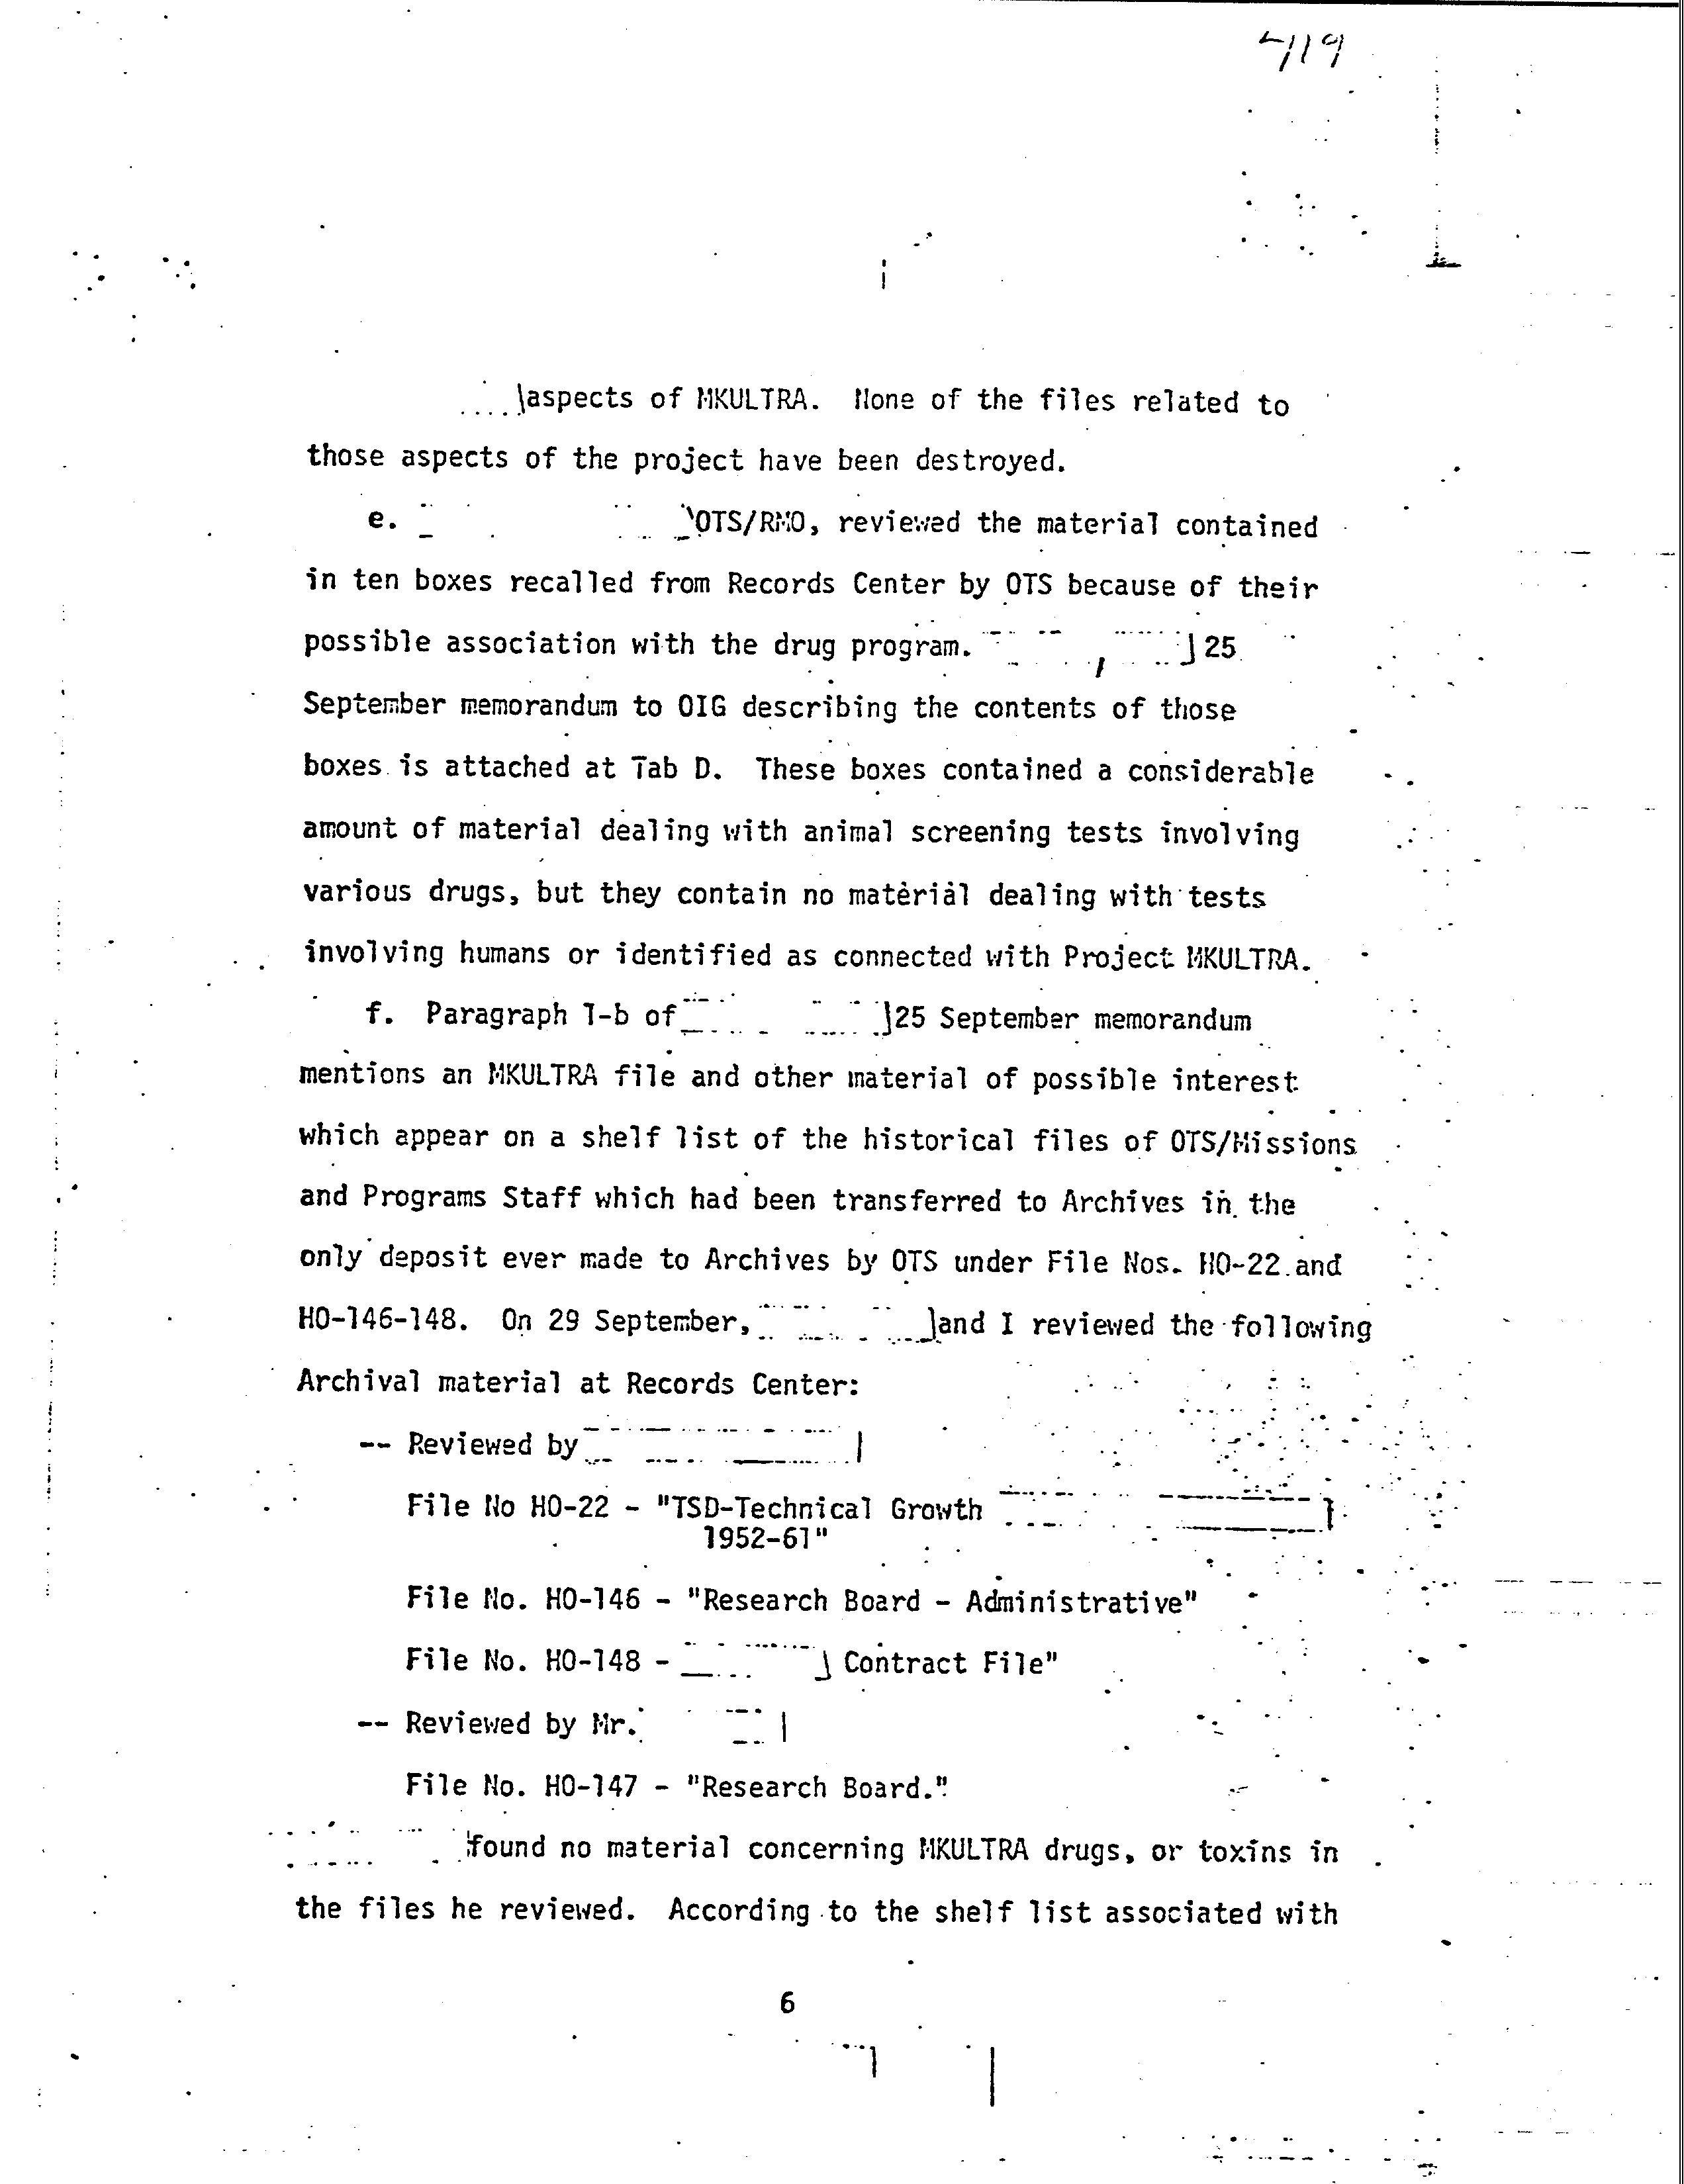 419
aspects of MKULTRA. None of the files related to
those aspects of the project have been destroyed.
e. OTS/RMO, reviewed the material contained
in ten boxes recalled from Records Center by OTS because of their
possible association with the drug program. , 25
September memorandum to OIG describing the contents of those
boxes is attached at Tab D. These boxes contained a considerable
amount of material dealing with animal screening tests involving
various drugs, but they contain no material dealing with tests
involving humans or identified as connected with Project MKULTRA.
f. Paragraph 1-b of 25 September memorandum
mentions an MKULTRA file and other material of possible interest
which appear on a shelf list of the historical files of OTS/Missions
and Programs Staff which had been transferred to Archives in the
only deposit ever made to Archives by OTS under File Nos. HO-22 and
HO-146-148. On 29 September, and I reviewed the following
Archival material at Records Center:
-- Reviewed by
File No HO-22 - "TSD-Technical Growth
1952-61"
File No. HO-146 - "Research Board - Administrative"
File No. HO-148 - Contract File"
-- Reviewed by Mr.
File No. HO-147 - "Research Board."
found no material concerning MKULTRA drugs, or toxins in
the files he reviewed. According to the shelf list associated with
6